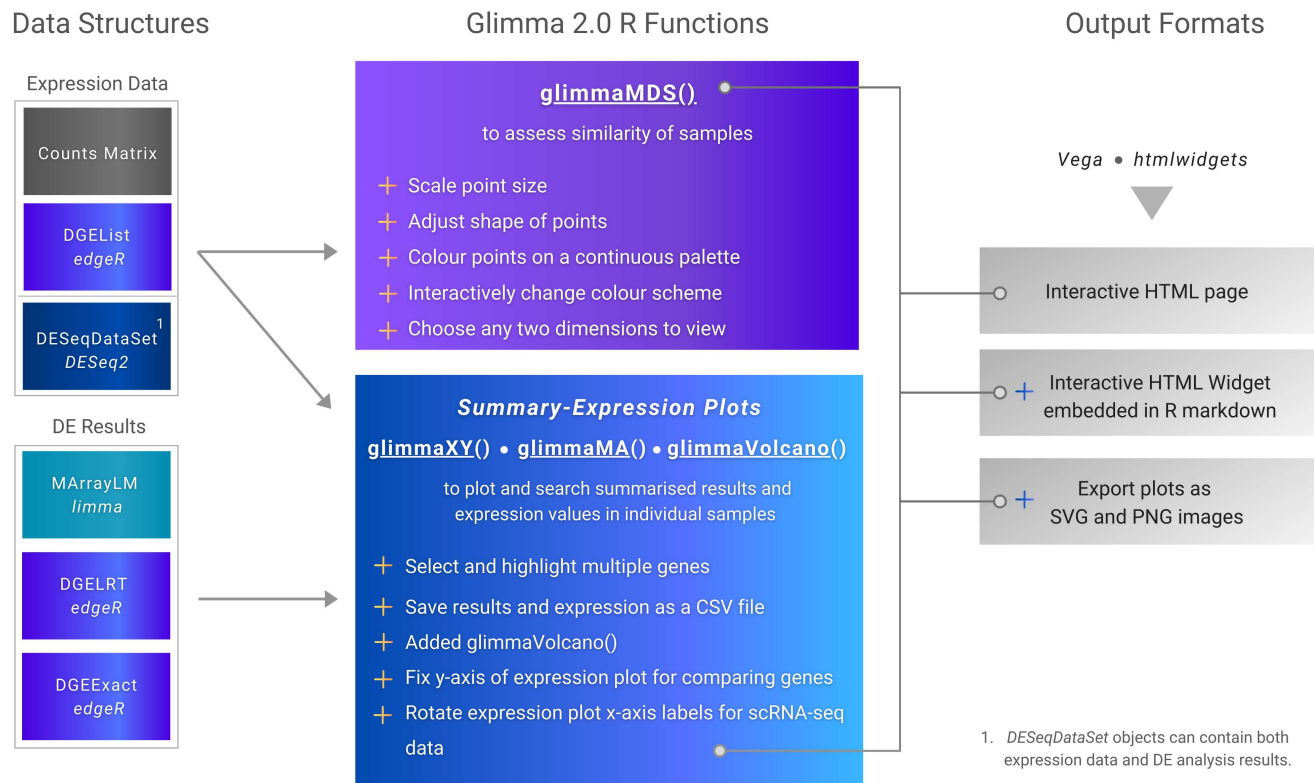 Data Structures
Glimma 2.0 R Functions
Output Formats
Expression Data
Counts Matrix
DGEList
edgeR
DESeqDataSet 1
DESeq2
DE Results
MArrayLM
limma
DGELRT
edgeR
DGEExact
edgeR
glimmaMDS()
to assess similarity of samples
+ Scale point size
+ Adjust shape of points
+ Colour points on a continuous palette
+ Interactively change colour scheme
+ Choose any two dimensions to view
Summary-Expression Plots
glimmaXY() • glimmaMA() • glimmaVolcano()
to plot and search summarised results and
expression values in individual samples
+ Select and highlight multiple genes
+ Save results and expression as a CSV file
+ Added glimmaVolcano()
+ Fix y-axis of expression plot for comparing genes
+ Rotate expression plot x-axis labels for scRNA-seq
data
Vega • htmlwidgets
Interactive HTML page
+ Interactive HTML Widget
embedded in R markdown
+ Export plots as
SVG and PNG images
1. DESeqDataSet objects can contain both
expression data and DE analysis results.